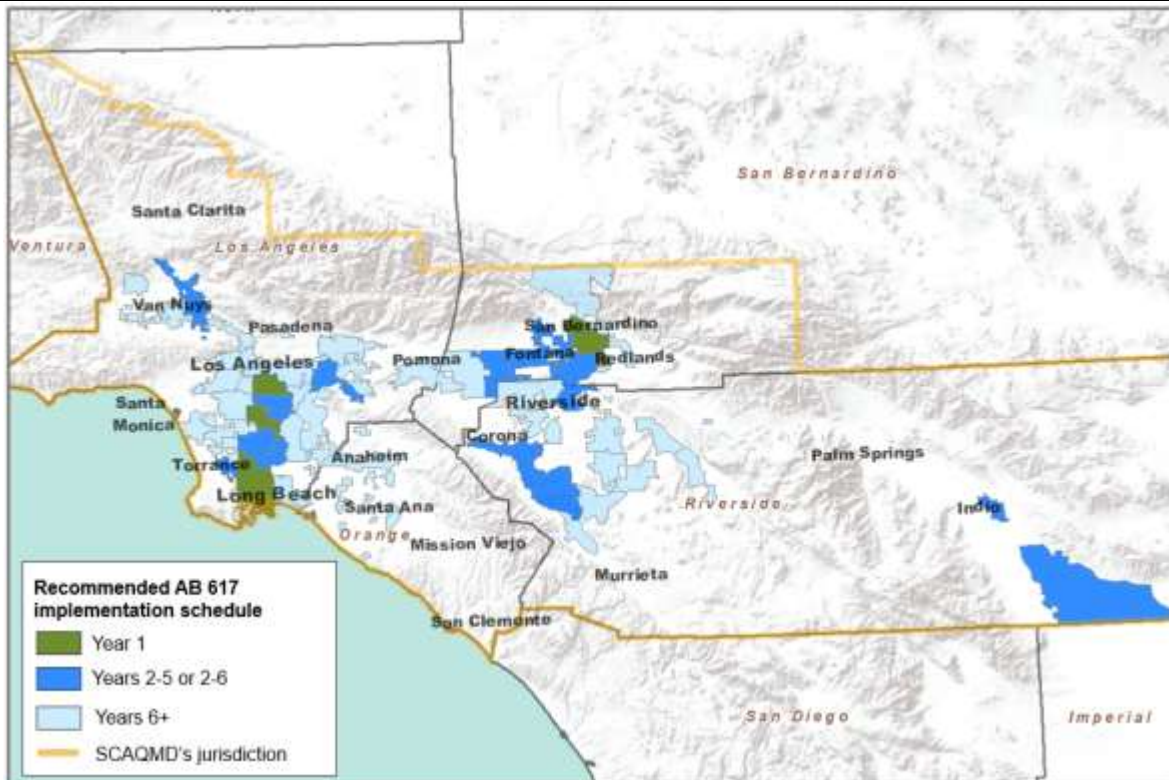 San Bernardino
Santa Clarita
Ventura
Los Angeles
Van Nuys
Pasadena
San Bernardino
Los Angeles
Pomona
Fontana
Redlands
Santa
Monica
Riverside
Corona
Torrance
Anaheim
Palm Springs
Long Beach
Santa Ana
Riverside
Indio
Orange
Mission Viejo
Murrieta
San Clemente
San Diego
Imperial
Recommended AB 617
implementation schedule
Year 1
Years 2-5 or 2-6
Years 6+
SCAQMD's jurisdiction